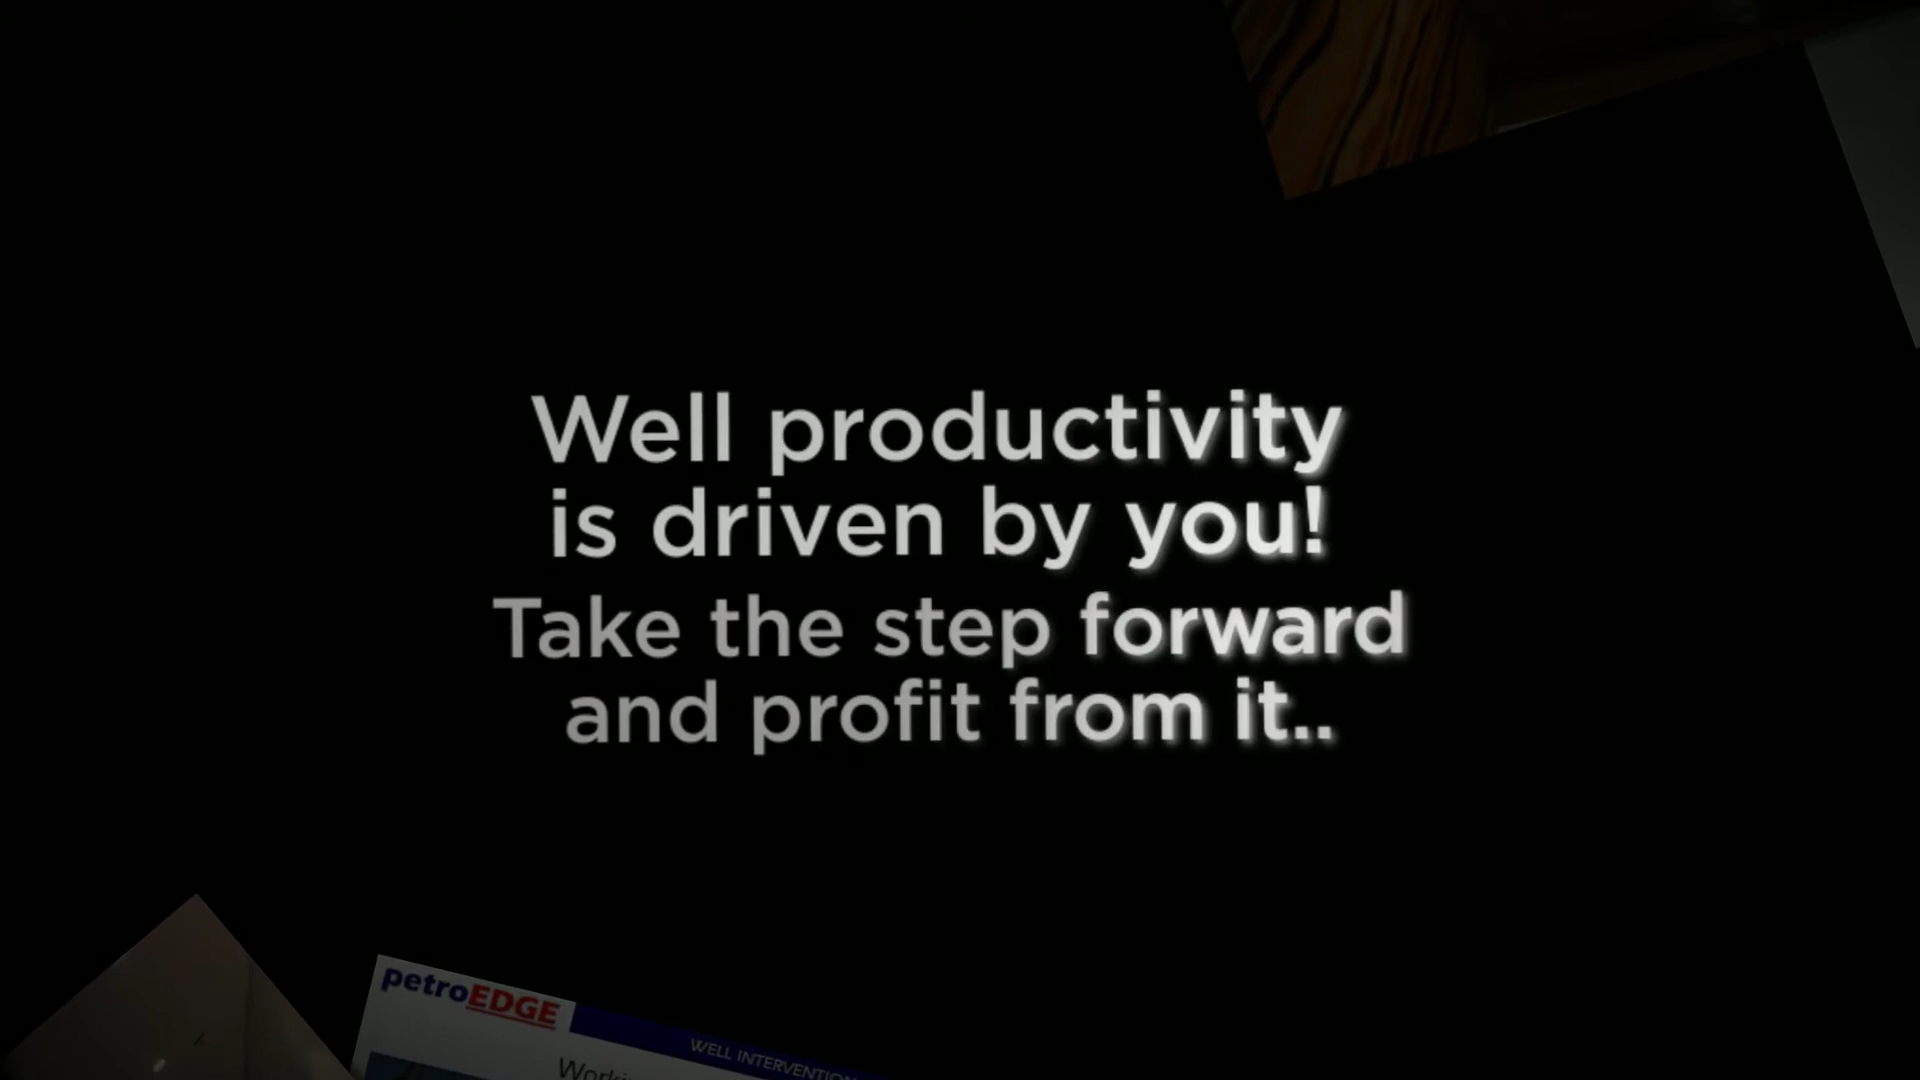 Well productivity
is driven by you!
Take the step forward
and profit from it..
petroEDGE
WELL INTERVENTION